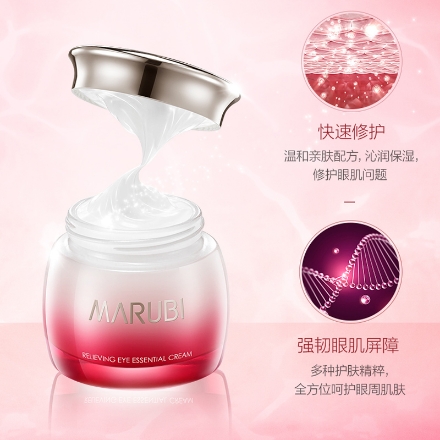 MARUBI
RELIEVING EYE ESSENTIAL CREAM
快速修护
温和亲肤配方, 沁润保湿,
修护眼肌问题
强韧眼肌屏障
多种护肤精粹,
全方位呵护眼周肌肤